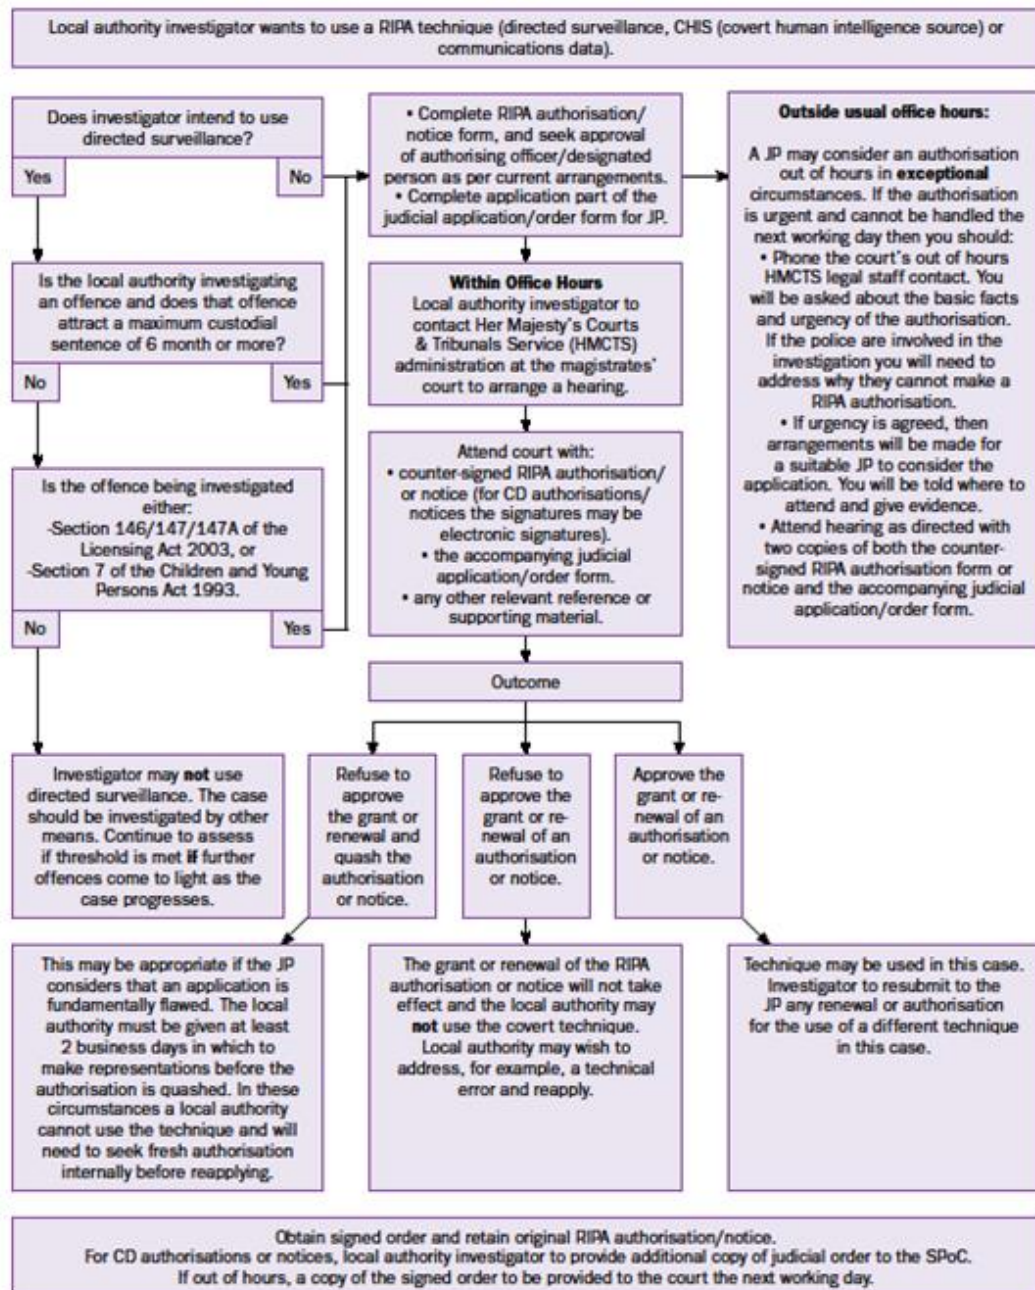 Local authority investigator wants to use a RIPA technique (directed surveillance, CHIS (covert human intelligence source) or
communications data).
Does investigator intend to use
directed surveillance?
Yes
No
Is the local authority investigating
an offence and does that offence
attract a maximum custodial
sentence of 6 month or more?
No
Yes
Is the offence being investigated
either:
-Section 146/147/147A of the
Licensing Act 2003, or
-Section 7 of the Children and Young
Persons Act 1993.
No
Yes
Investigator may not use
directed surveillance. The case
should be investigated by other
means. Continue to assess
if threshold is met if further
offences come to light as the
case progresses.
• Complete RIPA authorisation/
notice form, and seek approval
of authorising officer/designated
person as per current arrangements.
• Complete application part of the
judicial application/order form for JP.
Within Office Hours
Local authority investigator to
contact Her Majesty's Courts
& Tribunals Service (HMCTS)
administration at the magistrates'
court to arrange a hearing.
Attend court with:
• counter-signed RIPA authorisation/
or notice (for CD authorisations/
notices the signatures may be
electronic signatures).
• the accompanying judicial
application/order form.
• any other relevant reference or
supporting material.
Outside usual office hours:
A JP may consider an authorisation
out of hours in exceptional
circumstances. If the authorisation
is urgent and cannot be handled the
next working day then you should:
• Phone the court's out of hours
HMCTS legal staff contact. You
will be asked about the basic facts
and urgency of the authorisation.
If the police are involved in the
investigation you will need to
address why they cannot make a
RIPA authorisation.
• If urgency is agreed, then
arrangements will be made for
a suitable JP to consider the
application. You will be told where to
attend and give evidence.
• Attend hearing as directed with
two copies of both the counter-
signed RIPA authorisation form or
notice and the accompanying judicial
application/order form.
Outcome
Refuse to
approve
the grant or
renewal and
quash the
authorisation
or notice.
Refuse to
approve the
grant or re-
newal of an
authorisation
or notice.
Approve the
grant or re-
newal of an
authorisation
or notice.
This may be appropriate if the JP
considers that an application is
fundamentally flawed. The local
authority must be given at least
2 business days in which to
make representations before the
authorisation is quashed. In these
circumstances a local authority
cannot use the technique and will
need to seek fresh authorisation
internally before reapplying.
The grant or renewal of the RIPA
authorisation or notice will not take
effect and the local authority may
not use the covert technique.
Local authority may wish to
address, for example, a technical
error and reapply.
Technique may be used in this case.
Investigator to resubmit to the
JP any renewal or authorisation
for the use of a different technique
in this case.
Obtain signed order and retain original RIPA authorisation/notice.
For CD authorisations or notices, local authority investigator to provide additional copy of judicial order to the SPoC.
If out of hours, a copy of the signed order to be provided to the court the next working day.